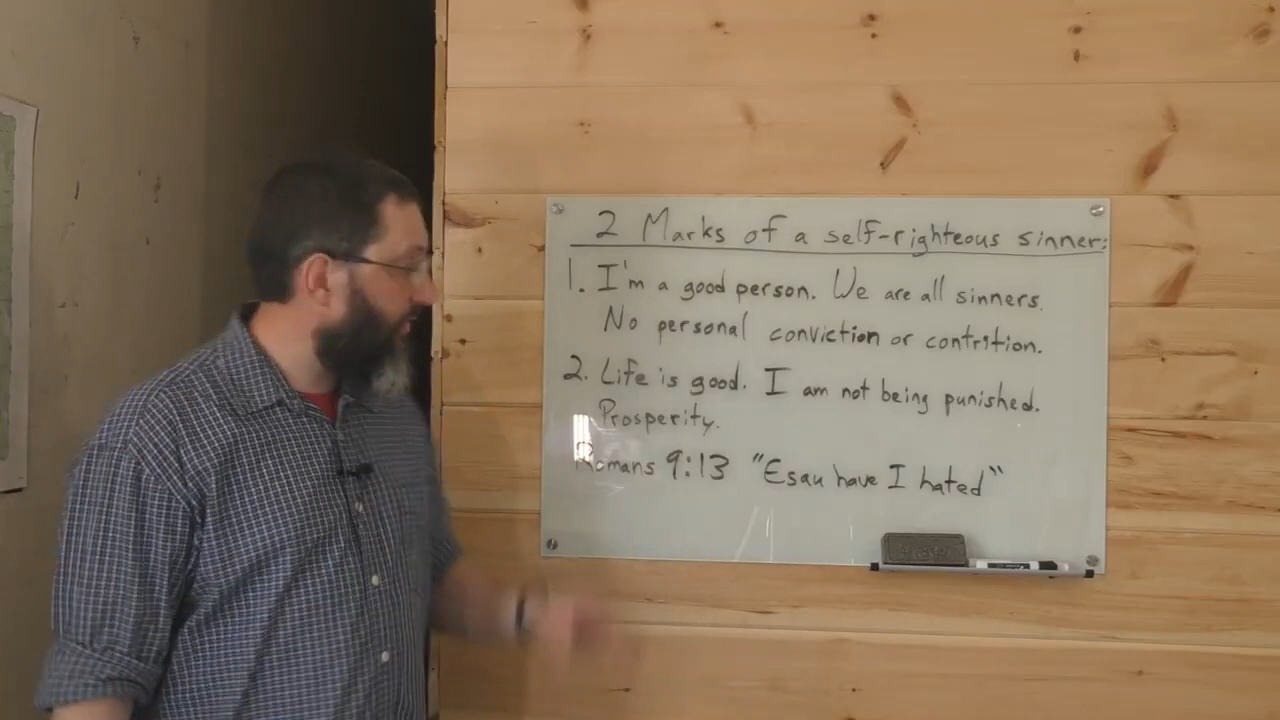 2 Marks of a self-righteous sinner:
1. I'm a good person. We are all sinners.
No personal conviction or contrition.
2. Life is good. I am not being punished.
Prosperity.
Romans 9:13 "Esau have I hated"